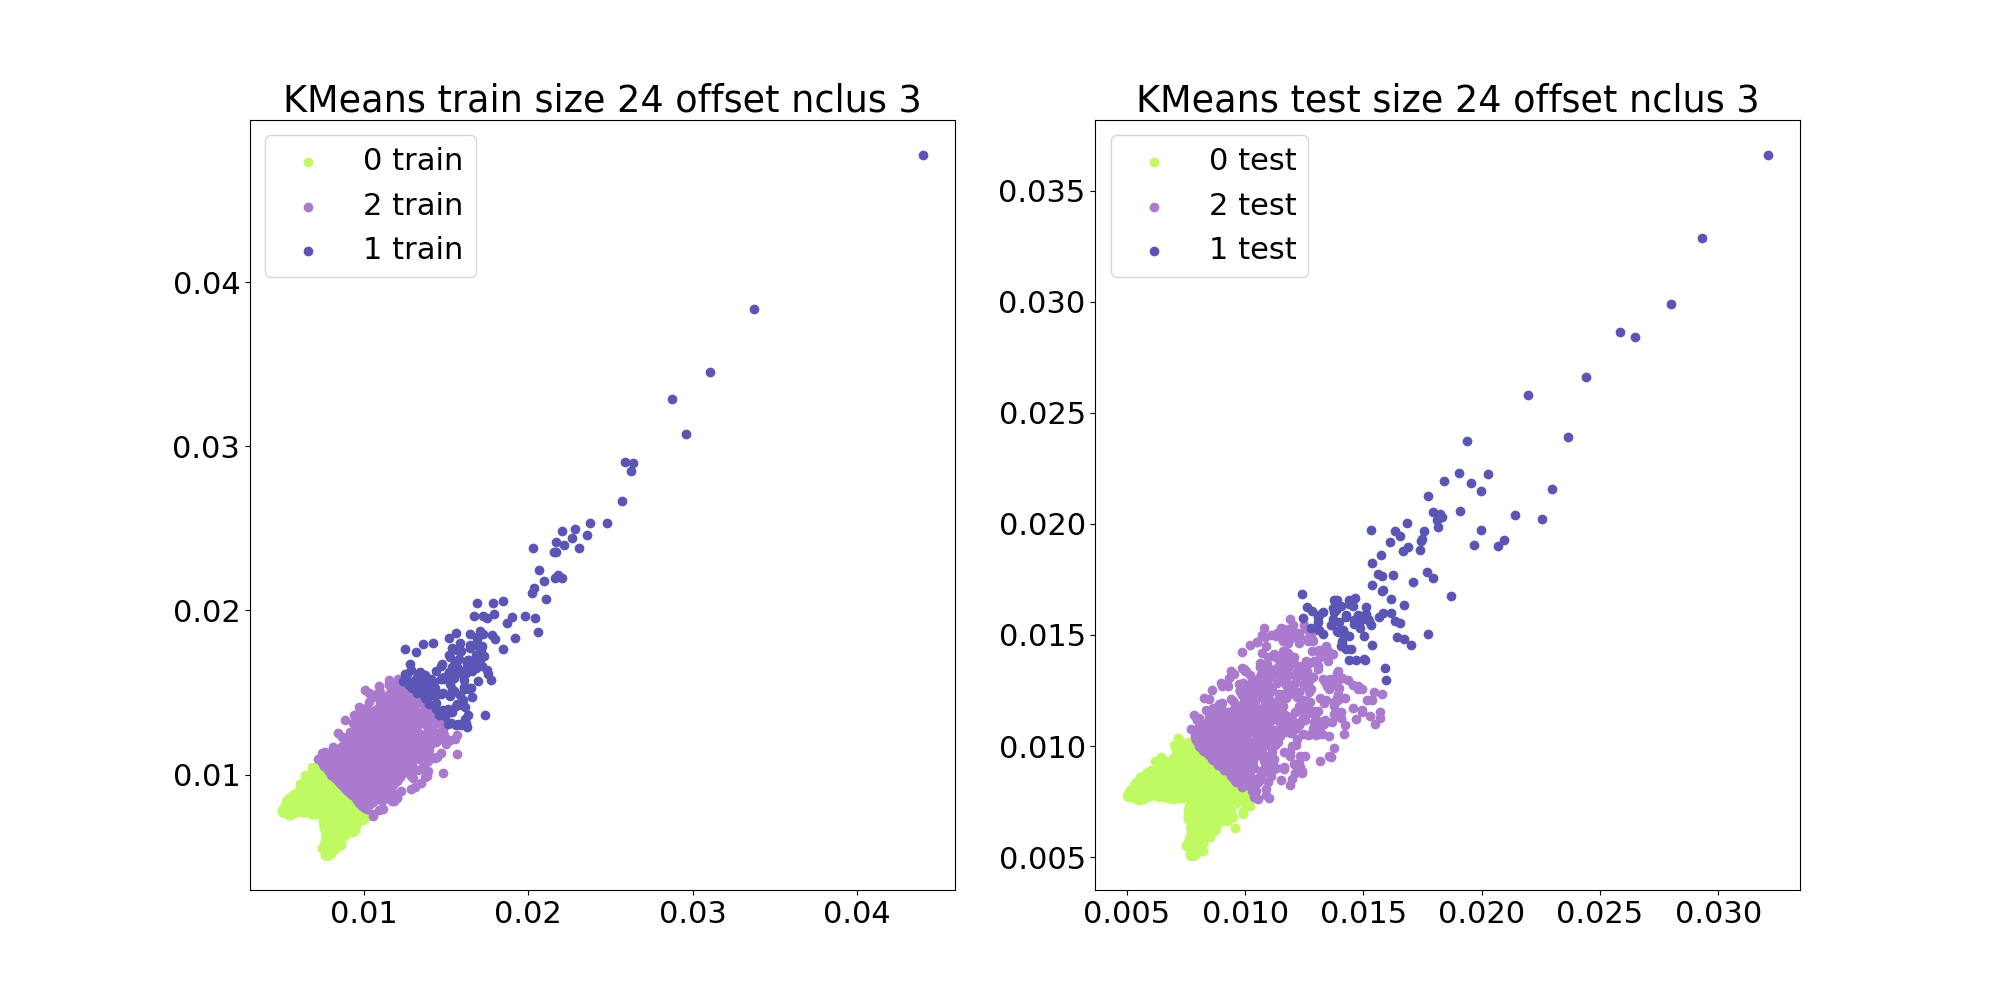 KMeans train size 24 offset nclus 3
0 train
2 train
1 train
0.04
0.03
0.02
0.01
0.01 0.02 0.03 0.04
KMeans test size 24 offset nclus 3
0 test
2 test
1 test
0.035
0.030
0.025
0.020
0.015
0.010
0.005
0.005 0.010 0.015 0.020 0.025 0.030